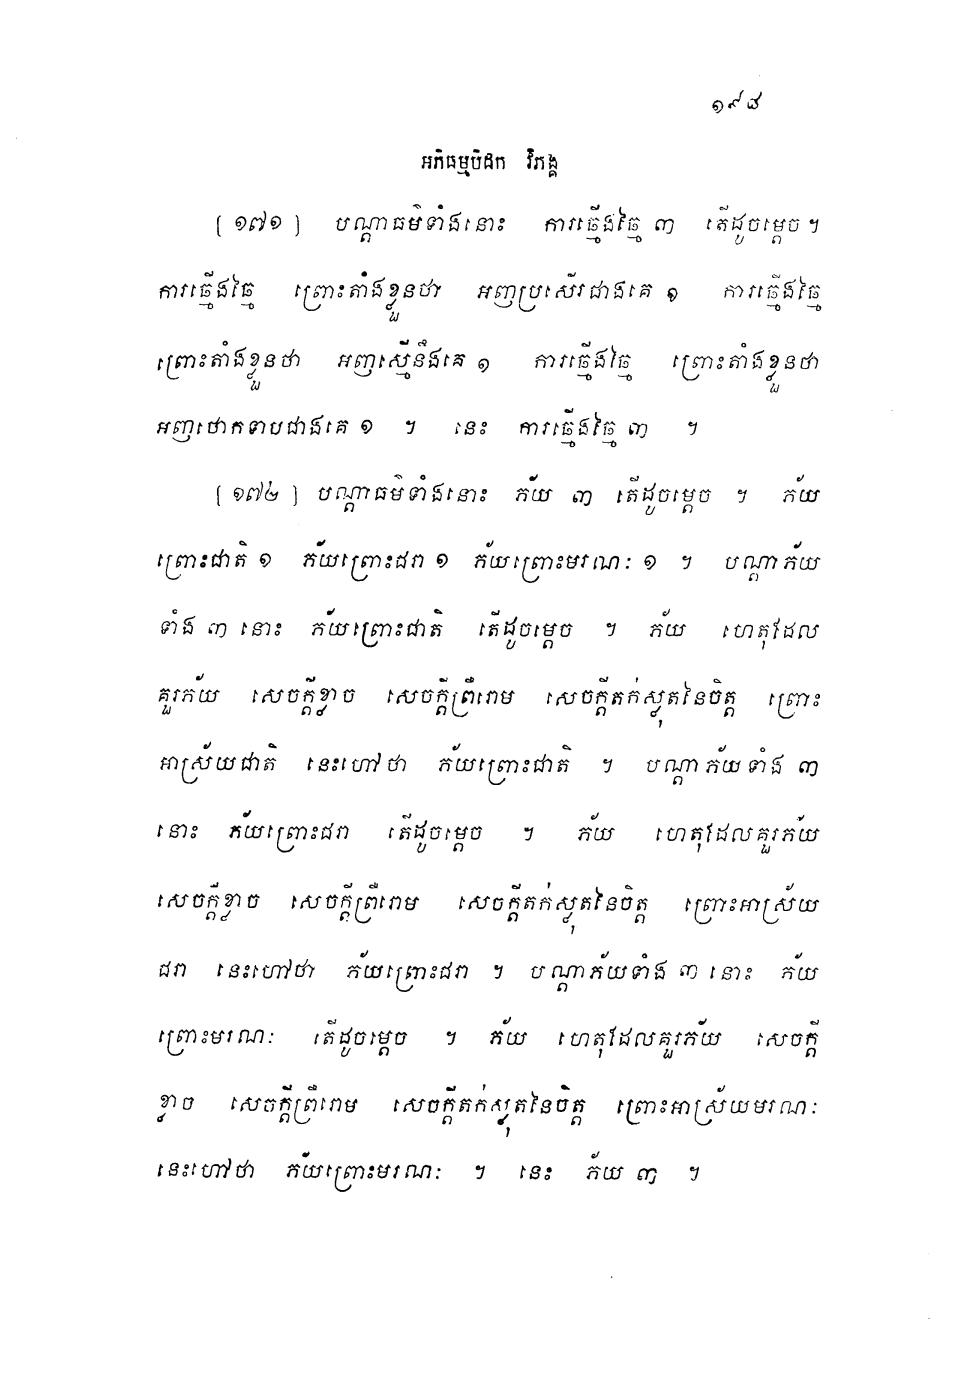 ១៩៨
អភិធម្មបិដក វិភង្គ
[១៧១] បណ្តាធម៌ទាំងនោះ ការធ្មើងធ្មៃ ៣ តើដូចម្តេច។
ការធ្មើងធ្មៃ ព្រោះតាំងខ្លួនថា អញប្រសើរជាងគេ ១ ការធ្មើងធ្មៃ
ព្រោះតាំងខ្លួនថា អញស្មើនឹងគេ ១ ការធ្មើងធ្មៃ ព្រោះតាំងខ្លួនថា
អញថោកទាបជាងគេ ១ ។ នេះ ការធ្មើងធ្មៃ ៣ ។
[១៧២] បណ្តាធម៌ទាំងនោះ ភ័យ ៣ តើដូចម្តេច ។ ភ័យ
ព្រោះជាតិ ១ ភ័យព្រោះជរា ១ ភ័យព្រោះមរណៈ ១ ។ បណ្តាភ័យ
ទាំង ៣ នោះ ភ័យព្រោះជាតិ តើដូចម្តេច ។ ភ័យ ហេតុដែល
គួរភ័យ សេចក្តីខ្លាច សេចក្តីព្រឺរោម សេចក្តីតក់ស្លុតនៃចិត្ត ព្រោះ
អាស្រ័យជាតិ នេះហៅថា ភ័យព្រោះជាតិ ។ បណ្តាភ័យទាំង ៣
នោះ ភ័យព្រោះជរា តើដូចម្តេច ។ ភ័យ ហេតុដែលគួរភ័យ
សេចក្តីខ្លាច សេចក្តីព្រឺរោម សេចក្តីតក់ស្លុតនៃចិត្ត ព្រោះអាស្រ័យ
ជរា នេះហៅថា ភ័យព្រោះជរា ។ បណ្តាភ័យទាំង ៣ នោះ ភ័យ
ព្រោះមរណៈ តើដូចម្តេច ។ ភ័យ ហេតុដែលគួរភ័យ សេចក្តី
ខ្លាច សេចក្តីព្រឺរោម សេចក្តីតក់ស្លុតនៃចិត្ត ព្រោះអាស្រ័យមរណៈ
នេះហៅថា ភ័យព្រោះមរណៈ ។ នេះ ភ័យ ៣ ។